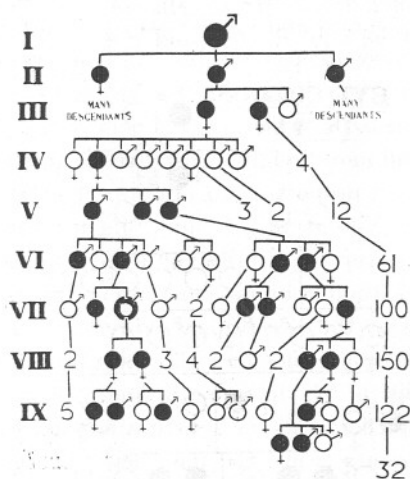 I
II
MANY DESCENDANTS MANY DESCENDANTS
III
IV 4
V 3 2 12
VI 61
VII 2 100
VIII 2 3 4 2 2 150
IX 5 122
32